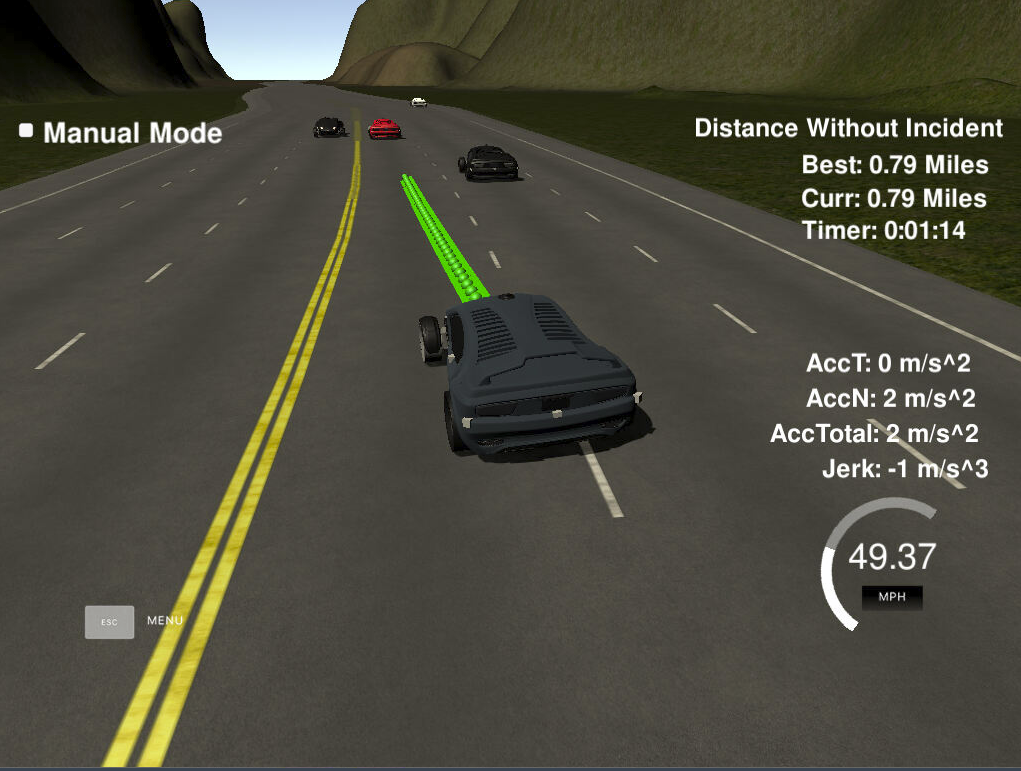 Manual Mode
Distance Without Incident
Best: 0.79 Miles
Curr: 0.79 Miles
Timer: 0:01:14
AccT: 0 m/s^2
AccN: 2 m/s^2
AccTotal: 2 m/s^2
Jerk: -1 m/s^3
49.37
MPH
ESC MENU